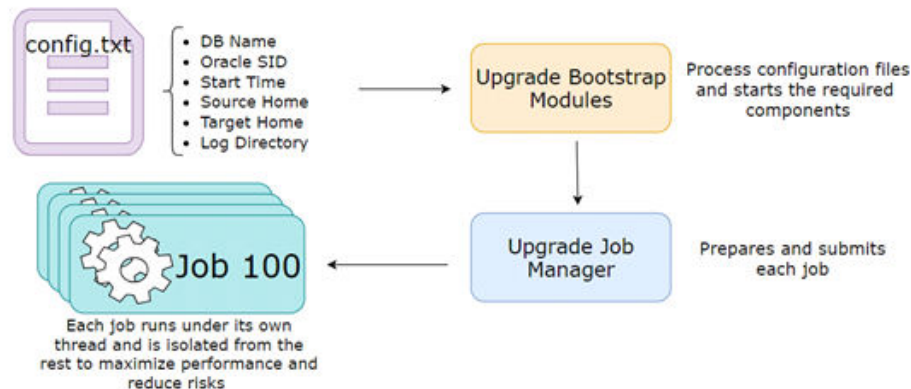 config.txt
• DB Name
• Oracle SID
• Start Time
• Source Home
• Target Home
• Log Directory
Upgrade Bootstrap
Modules
Process configuration files
and starts the required
components
Upgrade Job
Manager
Prepares and submits
each job
Job 100
Each job runs under its own
thread and is isolated from the
rest to maximize performance and
reduce risks